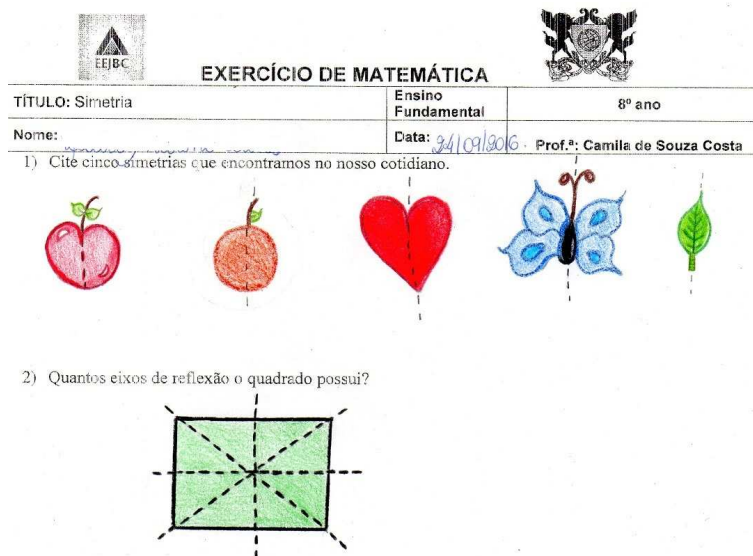 EEJBC
EXERCÍCIO DE MATEMÁTICA
TÍTULO: Simetria
Ensino Fundamental
8º ano
Nome:
Data: 24/09/2016
Prof.ª: Camila de Souza Costa
1) Cite cinco simetrias que encontramos no nosso cotidiano.
2) Quantos eixos de reflexão o quadrado possui?